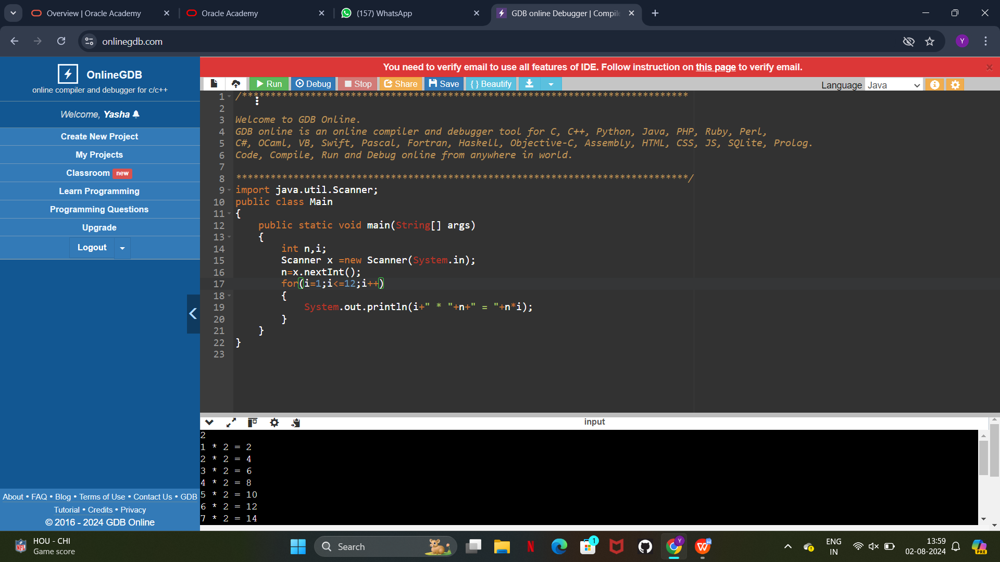 Overview | Oracle Academy
Oracle Academy
(157) WhatsApp
GDB online Debugger | Compile
onlinegdb.com
Y
OnlineGDB
online compiler and debugger for c/c++
Welcome, Yasha
Create New Project
My Projects
Classroom new
Learn Programming
Programming Questions
Upgrade
Logout
About • FAQ • Blog • Terms of Use • Contact Us • GDB
Tutorial • Credits • Privacy
© 2016 - 2024 GDB Online
You need to verify email to use all features of IDE. Follow instruction on this page to verify email.
Run Debug Stop Share Save { } Beautify
Language Java
1 /******************************************************************************
2
3 Welcome to GDB Online.
4 GDB online is an online compiler and debugger tool for C, C++, Python, Java, PHP, Ruby, Perl,
5 C#, OCaml, VB, Swift, Pascal, Fortran, Haskell, Objective-C, Assembly, HTML, CSS, JS, SQLite, Prolog.
6 Code, Compile, Run and Debug online from anywhere in world.
7
8 *******************************************************************************/
9 import java.util.Scanner;
10 public class Main
11 {
12 public static void main(String[] args)
13 {
14 int n,i;
15 Scanner x =new Scanner(System.in);
16 n=x.nextInt();
17 for(i=1;i<=12;i++)
18 {
19 System.out.println(i+" * "+n+" = "+n*i);
20 }
21 }
22 }
23
input
2
1 * 2 = 2
2 * 2 = 4
3 * 2 = 6
4 * 2 = 8
5 * 2 = 10
6 * 2 = 12
7 * 2 = 14
NFL
HOU - CHI
Game score
Search
1
Y
ENG
IN
13:59
02-08-2024
PRE